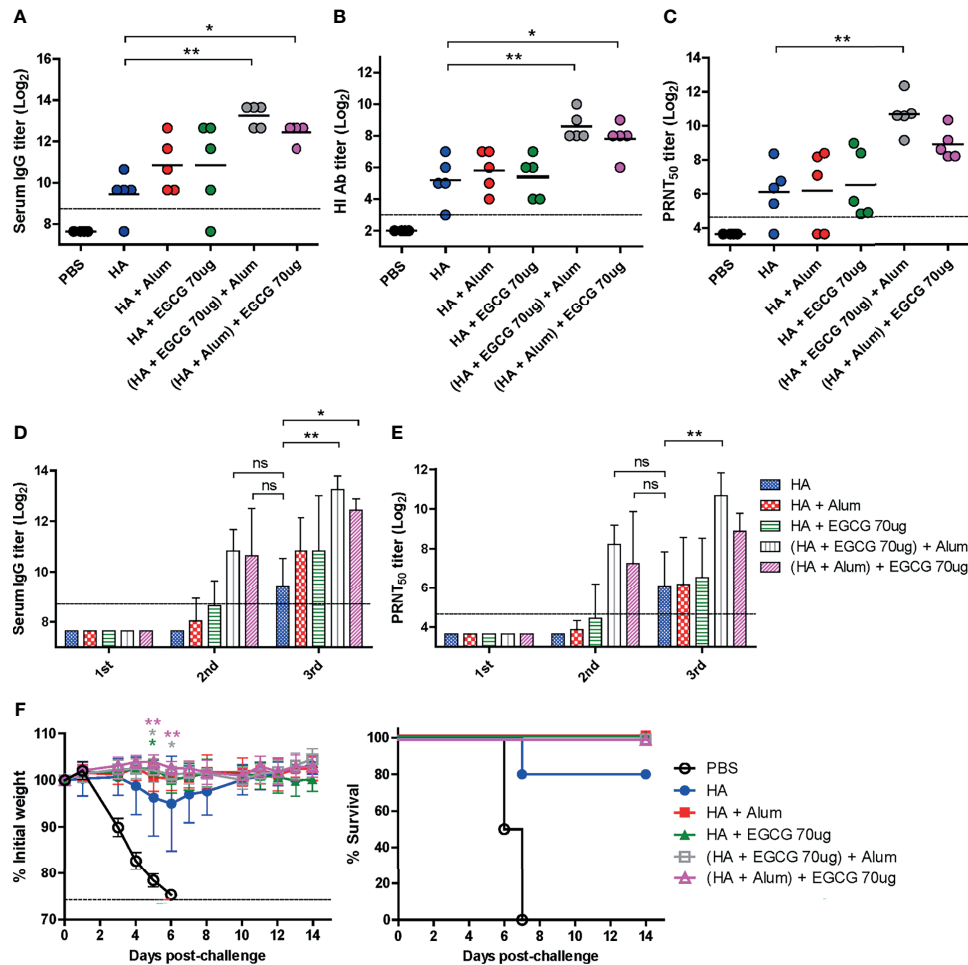 A
*
**
Serum IgG titer (Log2)
16
14
12
10
8
PBS
HA
HA + Alum
HA + EGCG 70ug
(HA + EGCG 70ug) + Alum
(HA + Alum) + EGCG 70ug
B
*
**
HI Ab titer (Log2)
12
10
8
6
4
2
PBS
HA
HA + Alum
HA + EGCG 70ug
(HA + EGCG 70ug) + Alum
(HA + Alum) + EGCG 70ug
C
**
PRNT50 titer (Log2)
14
12
10
8
6
4
PBS
HA
HA + Alum
HA + EGCG 70ug
(HA + EGCG 70ug) + Alum
(HA + Alum) + EGCG 70ug
D
*
**
ns
ns
Serum IgG titer (Log2)
14
12
10
8
1st
2nd
3rd
E
**
ns
ns
PRNT50 titer (Log2)
12
10
8
6
4
1st
2nd
3rd
HA
HA + Alum
HA + EGCG 70ug
(HA + EGCG 70ug) + Alum
(HA + Alum) + EGCG 70ug
F
**
*
*
**
*
% Initial weight
110
100
90
80
70
0 2 4 6 8 10 12 14
Days post-challenge
% Survival
100
80
60
40
20
0
0 2 4 6 8 10 12 14
Days post-challenge
PBS
HA
HA + Alum
HA + EGCG 70ug
(HA + EGCG 70ug) + Alum
(HA + Alum) + EGCG 70ug